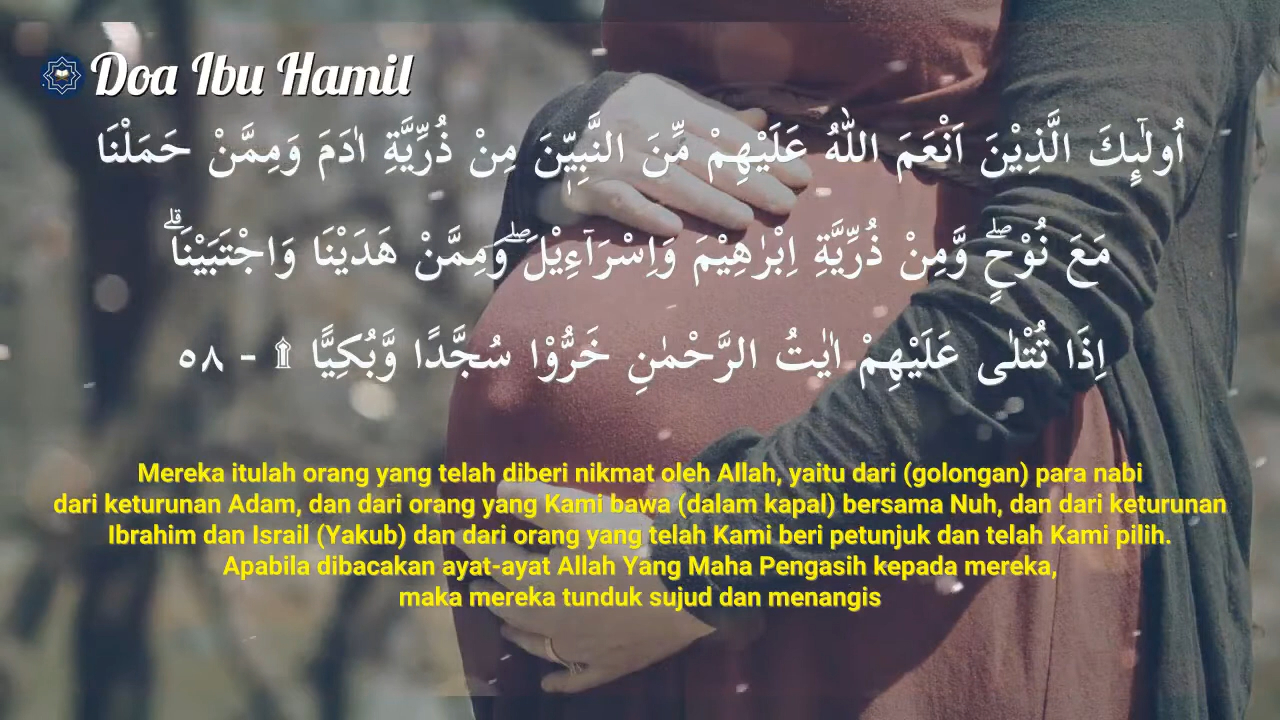 Doa Ibu Hamil
اُولٰۤىِٕكَ الَّذِيْنَ اَنْعَمَ اللّٰهُ عَلَيْهِمْ مِّنَ النَّبِيّٖنَ مِنْ ذُرِّيَّةِ اٰدَمَ وَمِمَّنْ حَمَلْنَا
مَعَ نُوْحٍۖ وَّمِنْ ذُرِّيَّةِ اِبْرٰهِيْمَ وَاِسْرَاۤءِيْلَۖ وَمِمَّنْ هَدَيْنَا وَاجْتَبَيْنَاۗ
اِذَا تُتْلٰى عَلَيْهِمْ اٰيٰتُ الرَّحْمٰنِ خَرُّوْا سُجَّدًا وَّبُكِيًّا ۩ - ٥٨
Mereka itulah orang yang telah diberi nikmat oleh Allah, yaitu dari (golongan) para nabi
dari keturunan Adam, dan dari orang yang Kami bawa (dalam kapal) bersama Nuh, dan dari keturunan
Ibrahim dan Israil (Yakub) dan dari orang yang telah Kami beri petunjuk dan telah Kami pilih.
Apabila dibacakan ayat-ayat Allah Yang Maha Pengasih kepada mereka,
maka mereka tunduk sujud dan menangis